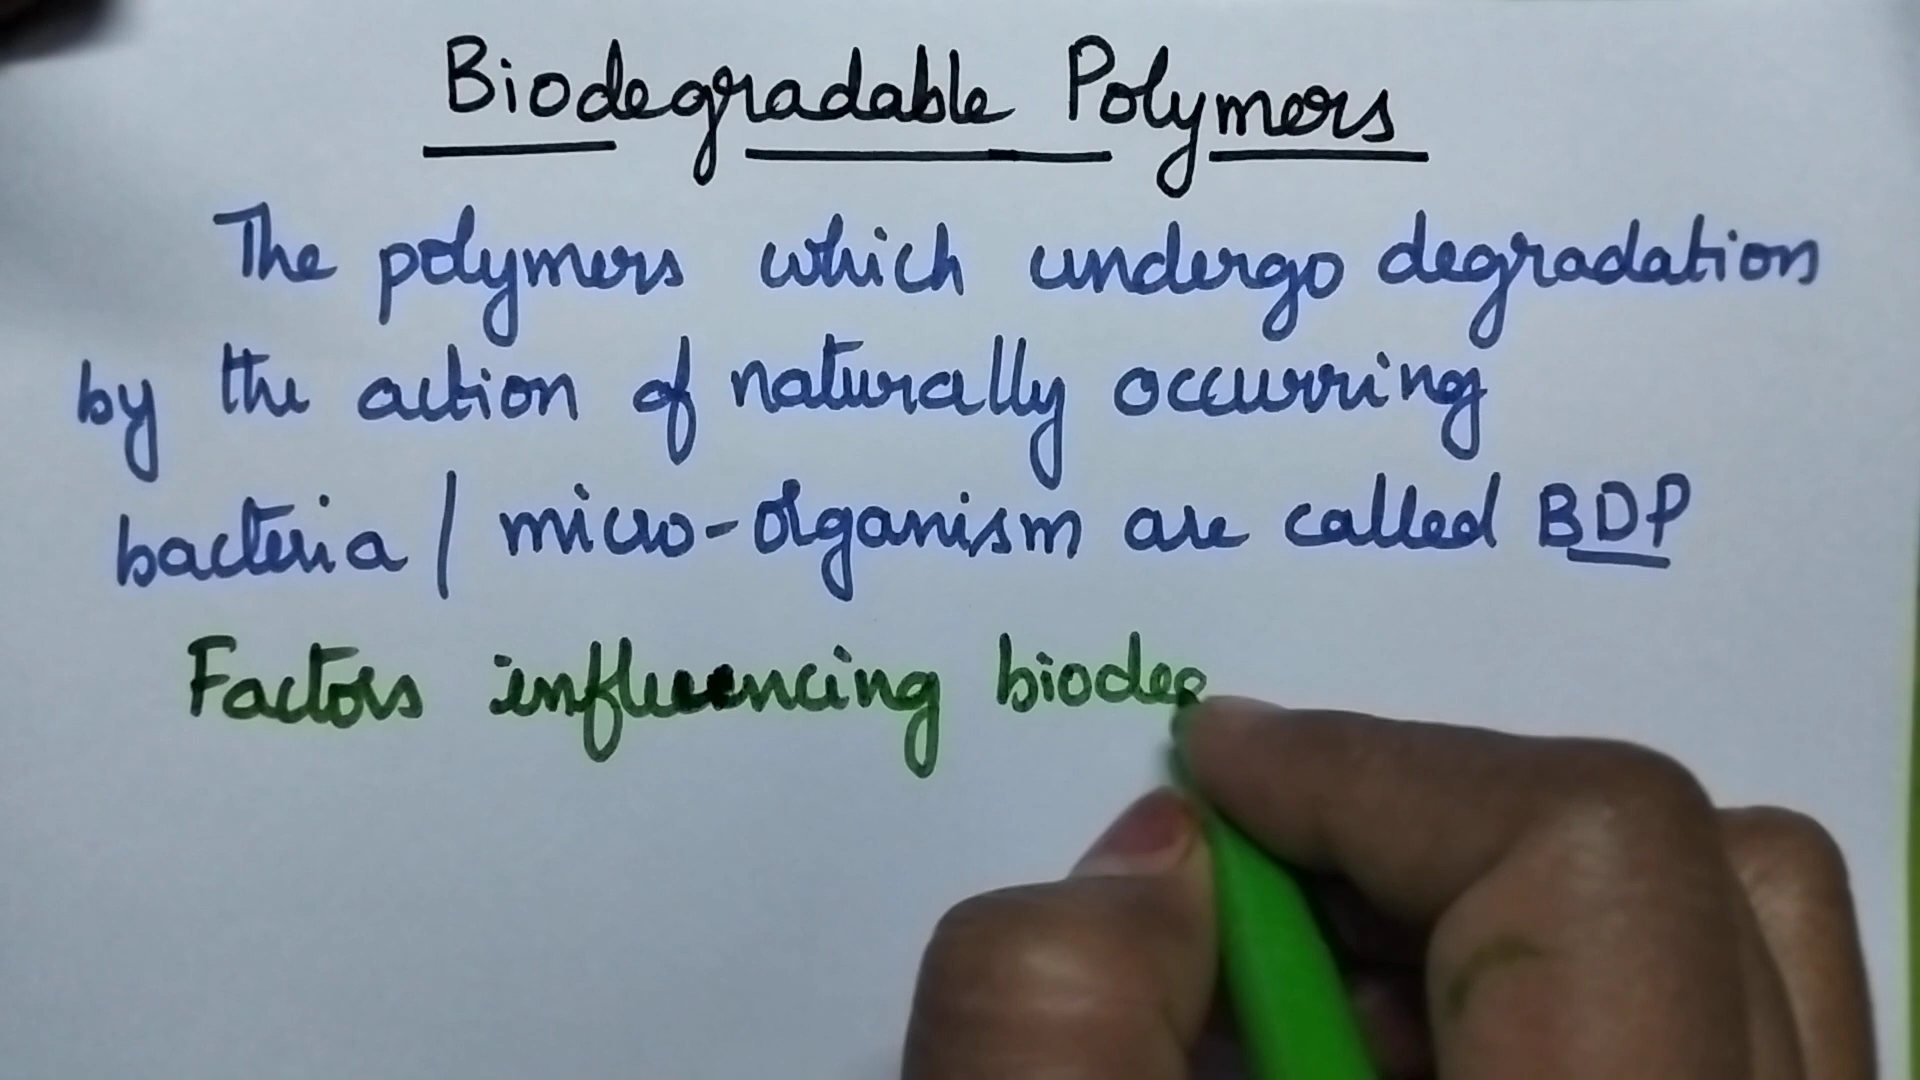 Biodegradable Polymers
The polymers which undergo degradation
by the action of naturally occurring
bacteria / micro-organism are called BDP
Factors influencing biodeg